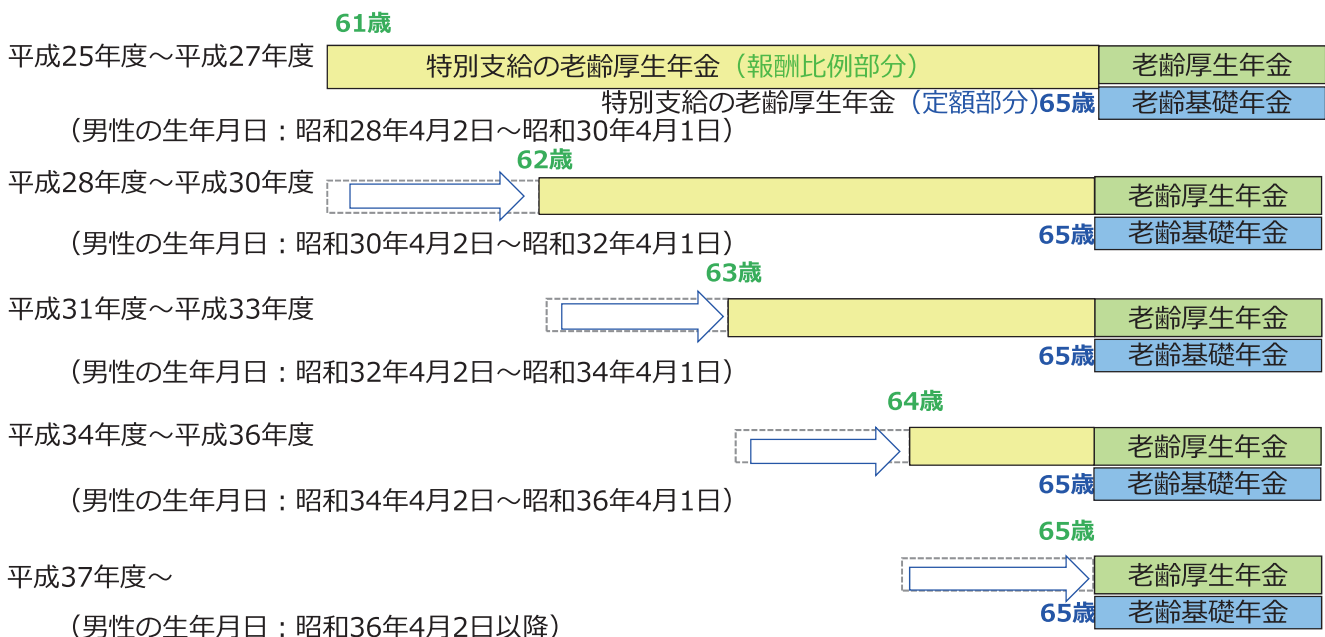 61歳
平成25年度～平成27年度
特別支給の老齢厚生年金（報酬比例部分）
老齢厚生年金
特別支給の老齢厚生年金（定額部分）65歳
老齢基礎年金
（男性の生年月日：昭和28年4月2日～昭和30年4月1日）
62歳
平成28年度～平成30年度
老齢厚生年金
65歳
老齢基礎年金
（男性の生年月日：昭和30年4月2日～昭和32年4月1日）
63歳
平成31年度～平成33年度
老齢厚生年金
65歳
老齢基礎年金
（男性の生年月日：昭和32年4月2日～昭和34年4月1日）
64歳
平成34年度～平成36年度
老齢厚生年金
65歳
老齢基礎年金
（男性の生年月日：昭和34年4月2日～昭和36年4月1日）
65歳
平成37年度～
老齢厚生年金
65歳
老齢基礎年金
（男性の生年月日：昭和36年4月2日以降）